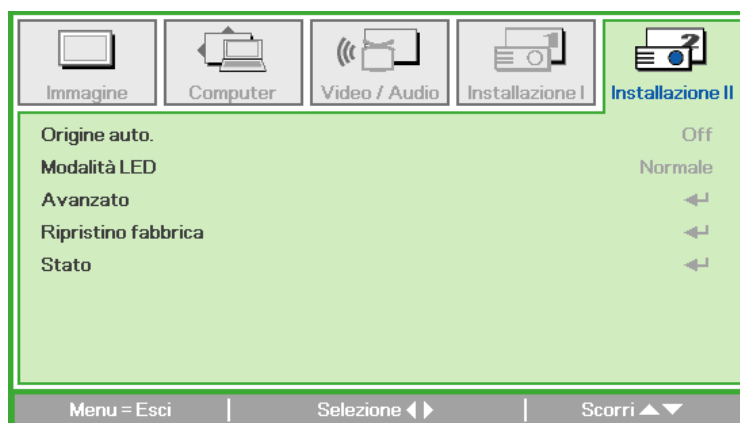 Immagine Computer Video / Audio Installazione I Installazione II
Origine auto. Off
Modalità LED Normale
Avanzato
Ripristino fabbrica
Stato
Menu = Esci Selezione Scorri